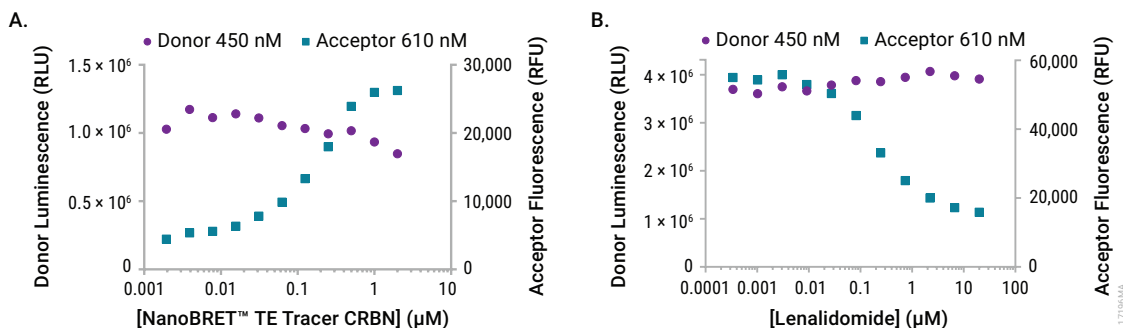 A.
Donor 450 nM Acceptor 610 nM
Donor Luminescence (RLU)
1.5 × 10⁶
1.0 × 10⁶
0.5 × 10⁶
0
30,000
20,000
10,000
0
Acceptor Fluorescence (RFU)
0.001 0.01 0.1 1 10
[NanoBRET™ TE Tracer CRBN] (µM)
B.
Donor 450 nM Acceptor 610 nM
Donor Luminescence (RLU)
4 × 10⁶
3 × 10⁶
2 × 10⁶
1 × 10⁶
0
60,000
40,000
20,000
0
Acceptor Fluorescence (RFU)
0.0001 0.001 0.01 0.1 1 10 100
[Lenalidomide] (µM)
17196MA